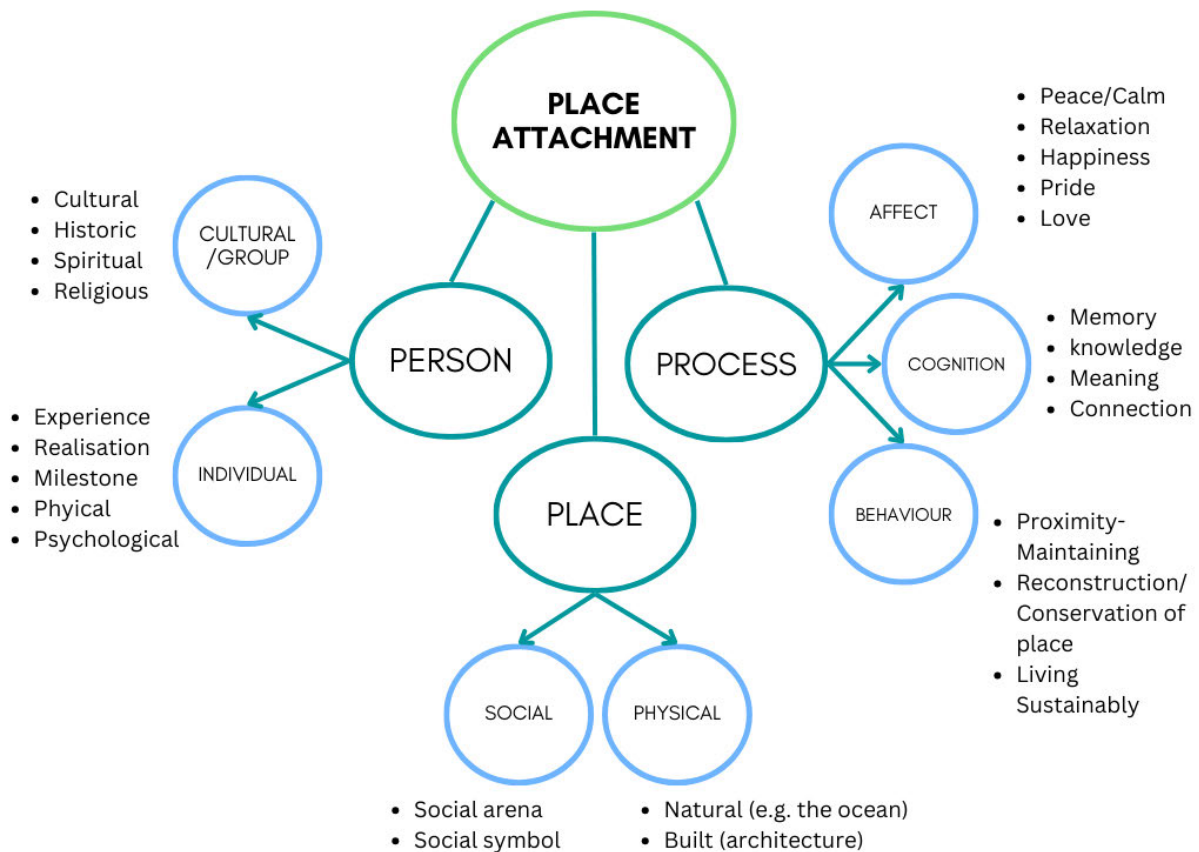 PLACE
ATTACHMENT
PERSON
CULTURAL
/GROUP
• Cultural
• Historic
• Spiritual
• Religious
INDIVIDUAL
• Experience
• Realisation
• Milestone
• Phyical
• Psychological
PLACE
SOCIAL
• Social arena
• Social symbol
PHYSICAL
• Natural (e.g. the ocean)
• Built (architecture)
PROCESS
AFFECT
• Peace/Calm
• Relaxation
• Happiness
• Pride
• Love
COGNITION
• Memory
• knowledge
• Meaning
• Connection
BEHAVIOUR
• Proximity-
Maintaining
• Reconstruction/
Conservation of
place
• Living
Sustainably